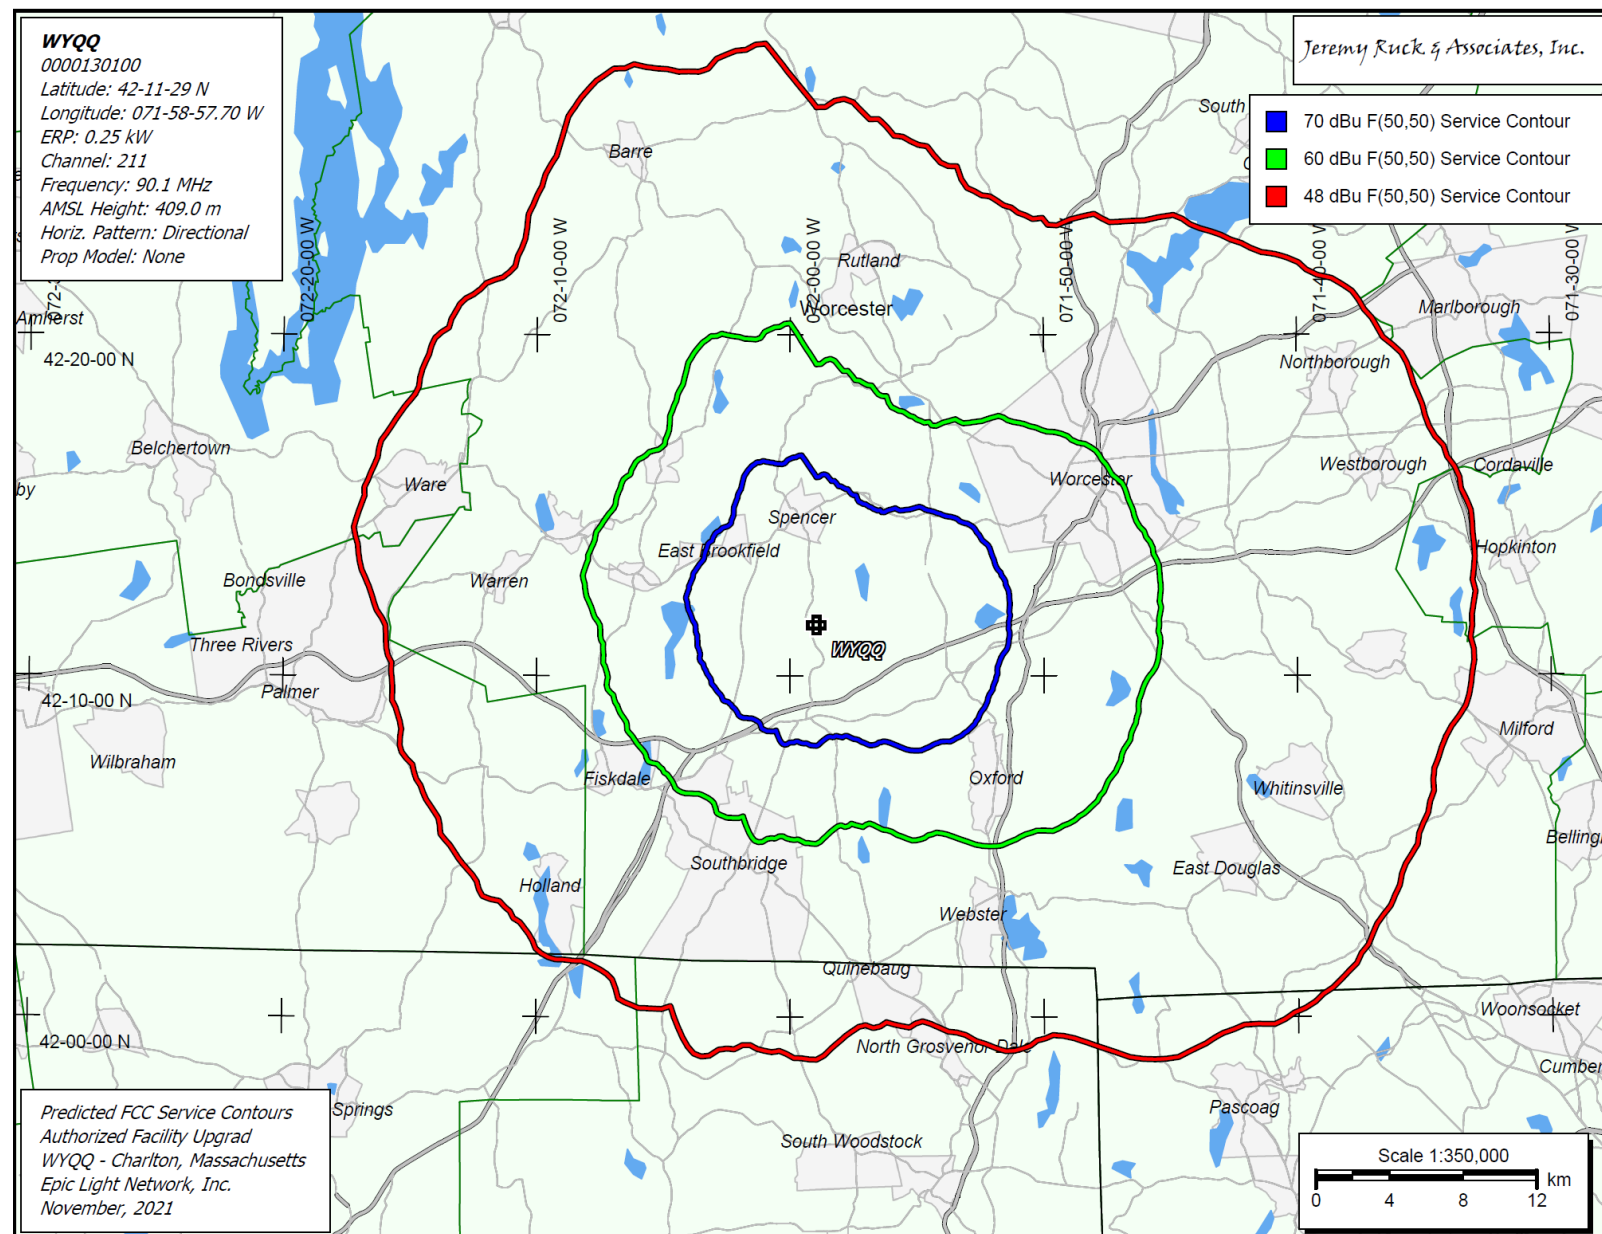 WYQQ
0000130100
Latitude: 42-11-29 N
Longitude: 071-58-57.70 W
ERP: 0.25 kW
Channel: 211
Frequency: 90.1 MHz
AMSL Height: 409.0 m
Horiz. Pattern: Directional
Prop Model: None
Jeremy Ruck & Associates, Inc.
70 dBu F(50,50) Service Contour
60 dBu F(50,50) Service Contour
48 dBu F(50,50) Service Contour
South
Barre
072-20-00 W
072-10-00 W
071-50-00 W
071-40-00 W
071-30-00 W
Rutland
Worcester
Amherst
Marlborough
42-20-00 N
Northborough
Belchertown
Ware
Worcester
Westborough
Cordaville
by
Spencer
East Brookfield
Hopkinton
Bondsville
Warren
Three Rivers
WYQQ
Palmer
42-10-00 N
Milford
Wilbraham
Fiskdale
Oxford
Whitinsville
Belling
Southbridge
East Douglas
Holland
Webster
Quinebaug
Woonsocket
42-00-00 N
North Grosvenor Dale
Cumber
Springs
Pascoag
South Woodstock
Predicted FCC Service Contours
Authorized Facility Upgrad
WYQQ - Charlton, Massachusetts
Epic Light Network, Inc.
November, 2021
Scale 1:350,000
km
0 4 8 12